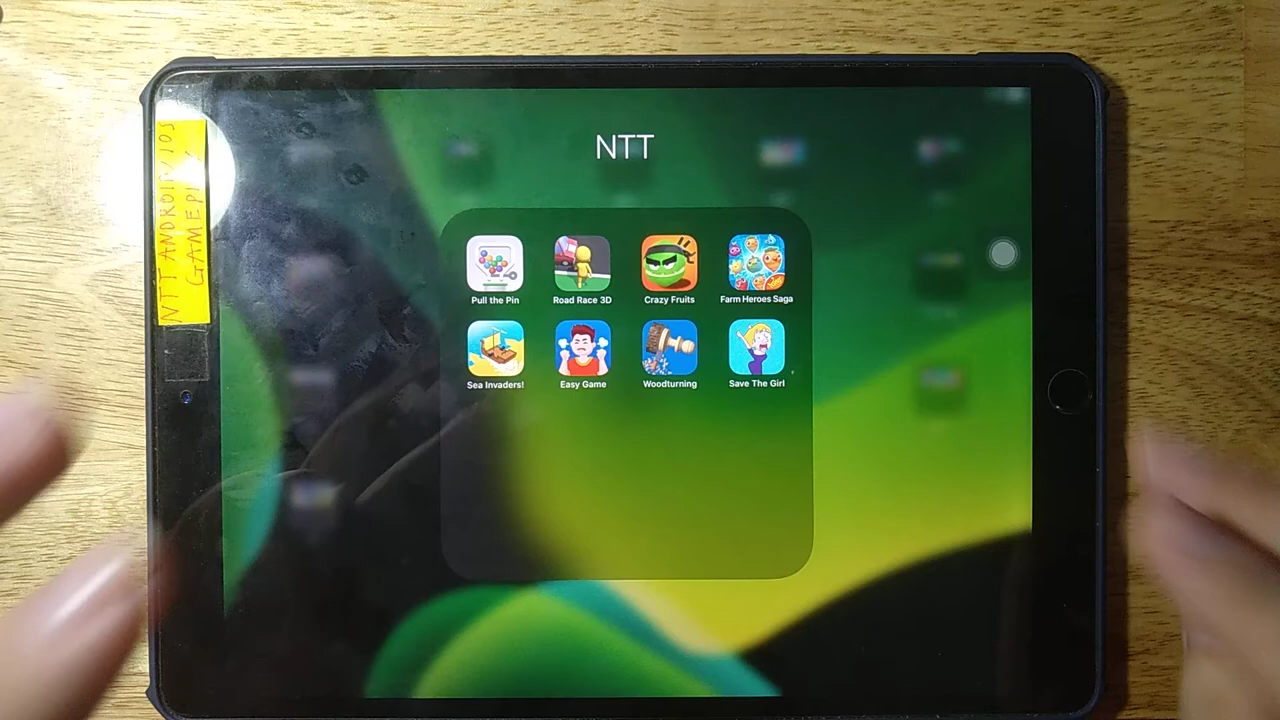 NTT ANDROID/IOS
GAMEPLAY
NTT
Pull the Pin
Road Race 3D
Crazy Fruits
Farm Heroes Saga
Sea Invaders!
Easy Game
Woodturning
Save The Girl